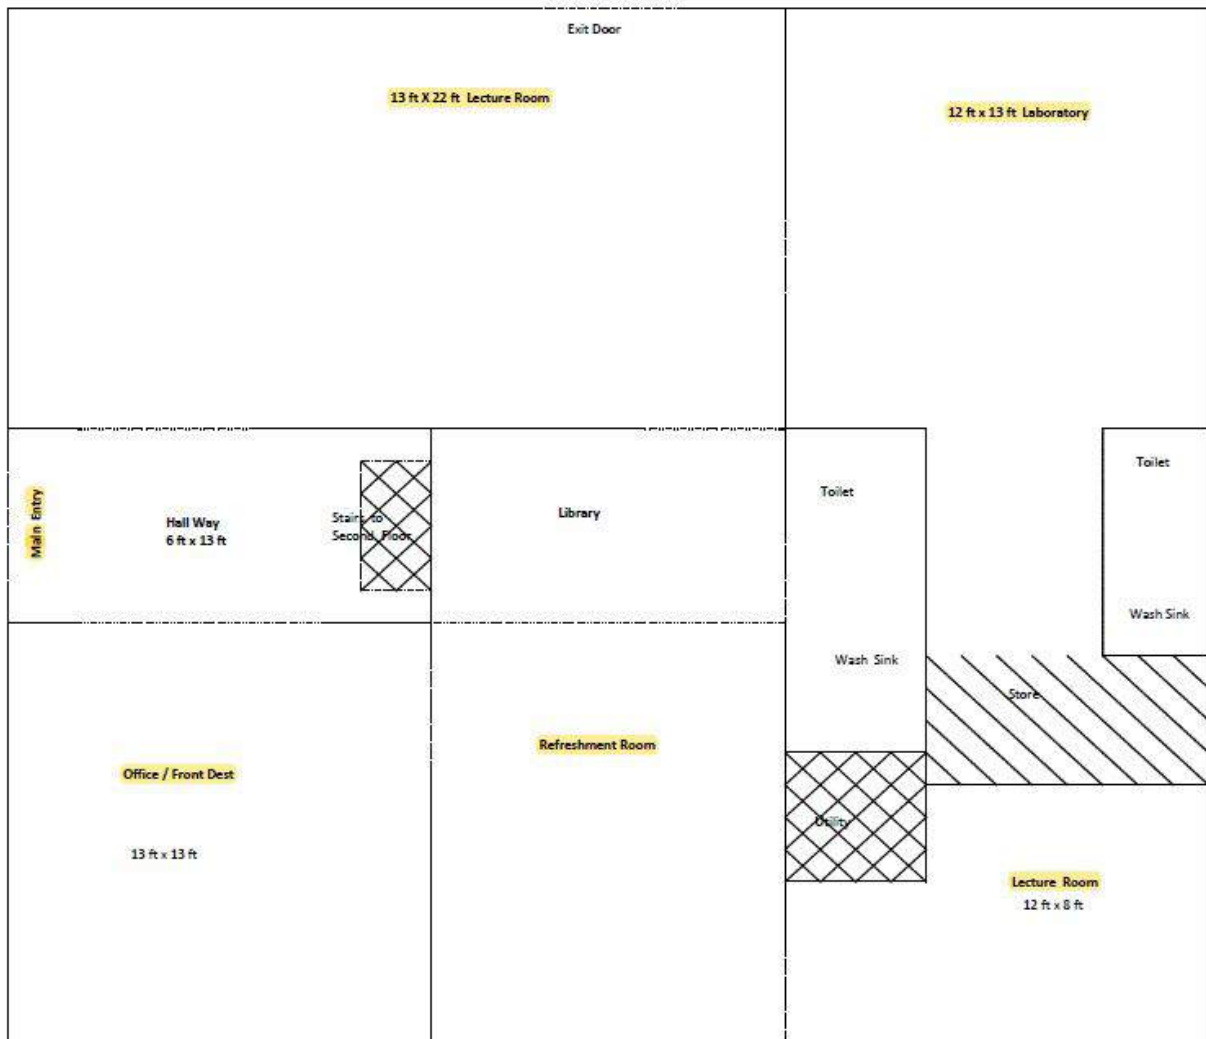 Exit Door
13 ft X 22 ft Lecture Room
12 ft x 13 ft Laboratory
Main Entry
Hall Way
6 ft x 13 ft
Stairs to
Second Floor
Library
Toilet
Toilet
Wash Sink
Wash Sink
Store
Refreshment Room
Office / Front Dest
13 ft x 13 ft
Utility
Lecture Room
12 ft x 8 ft